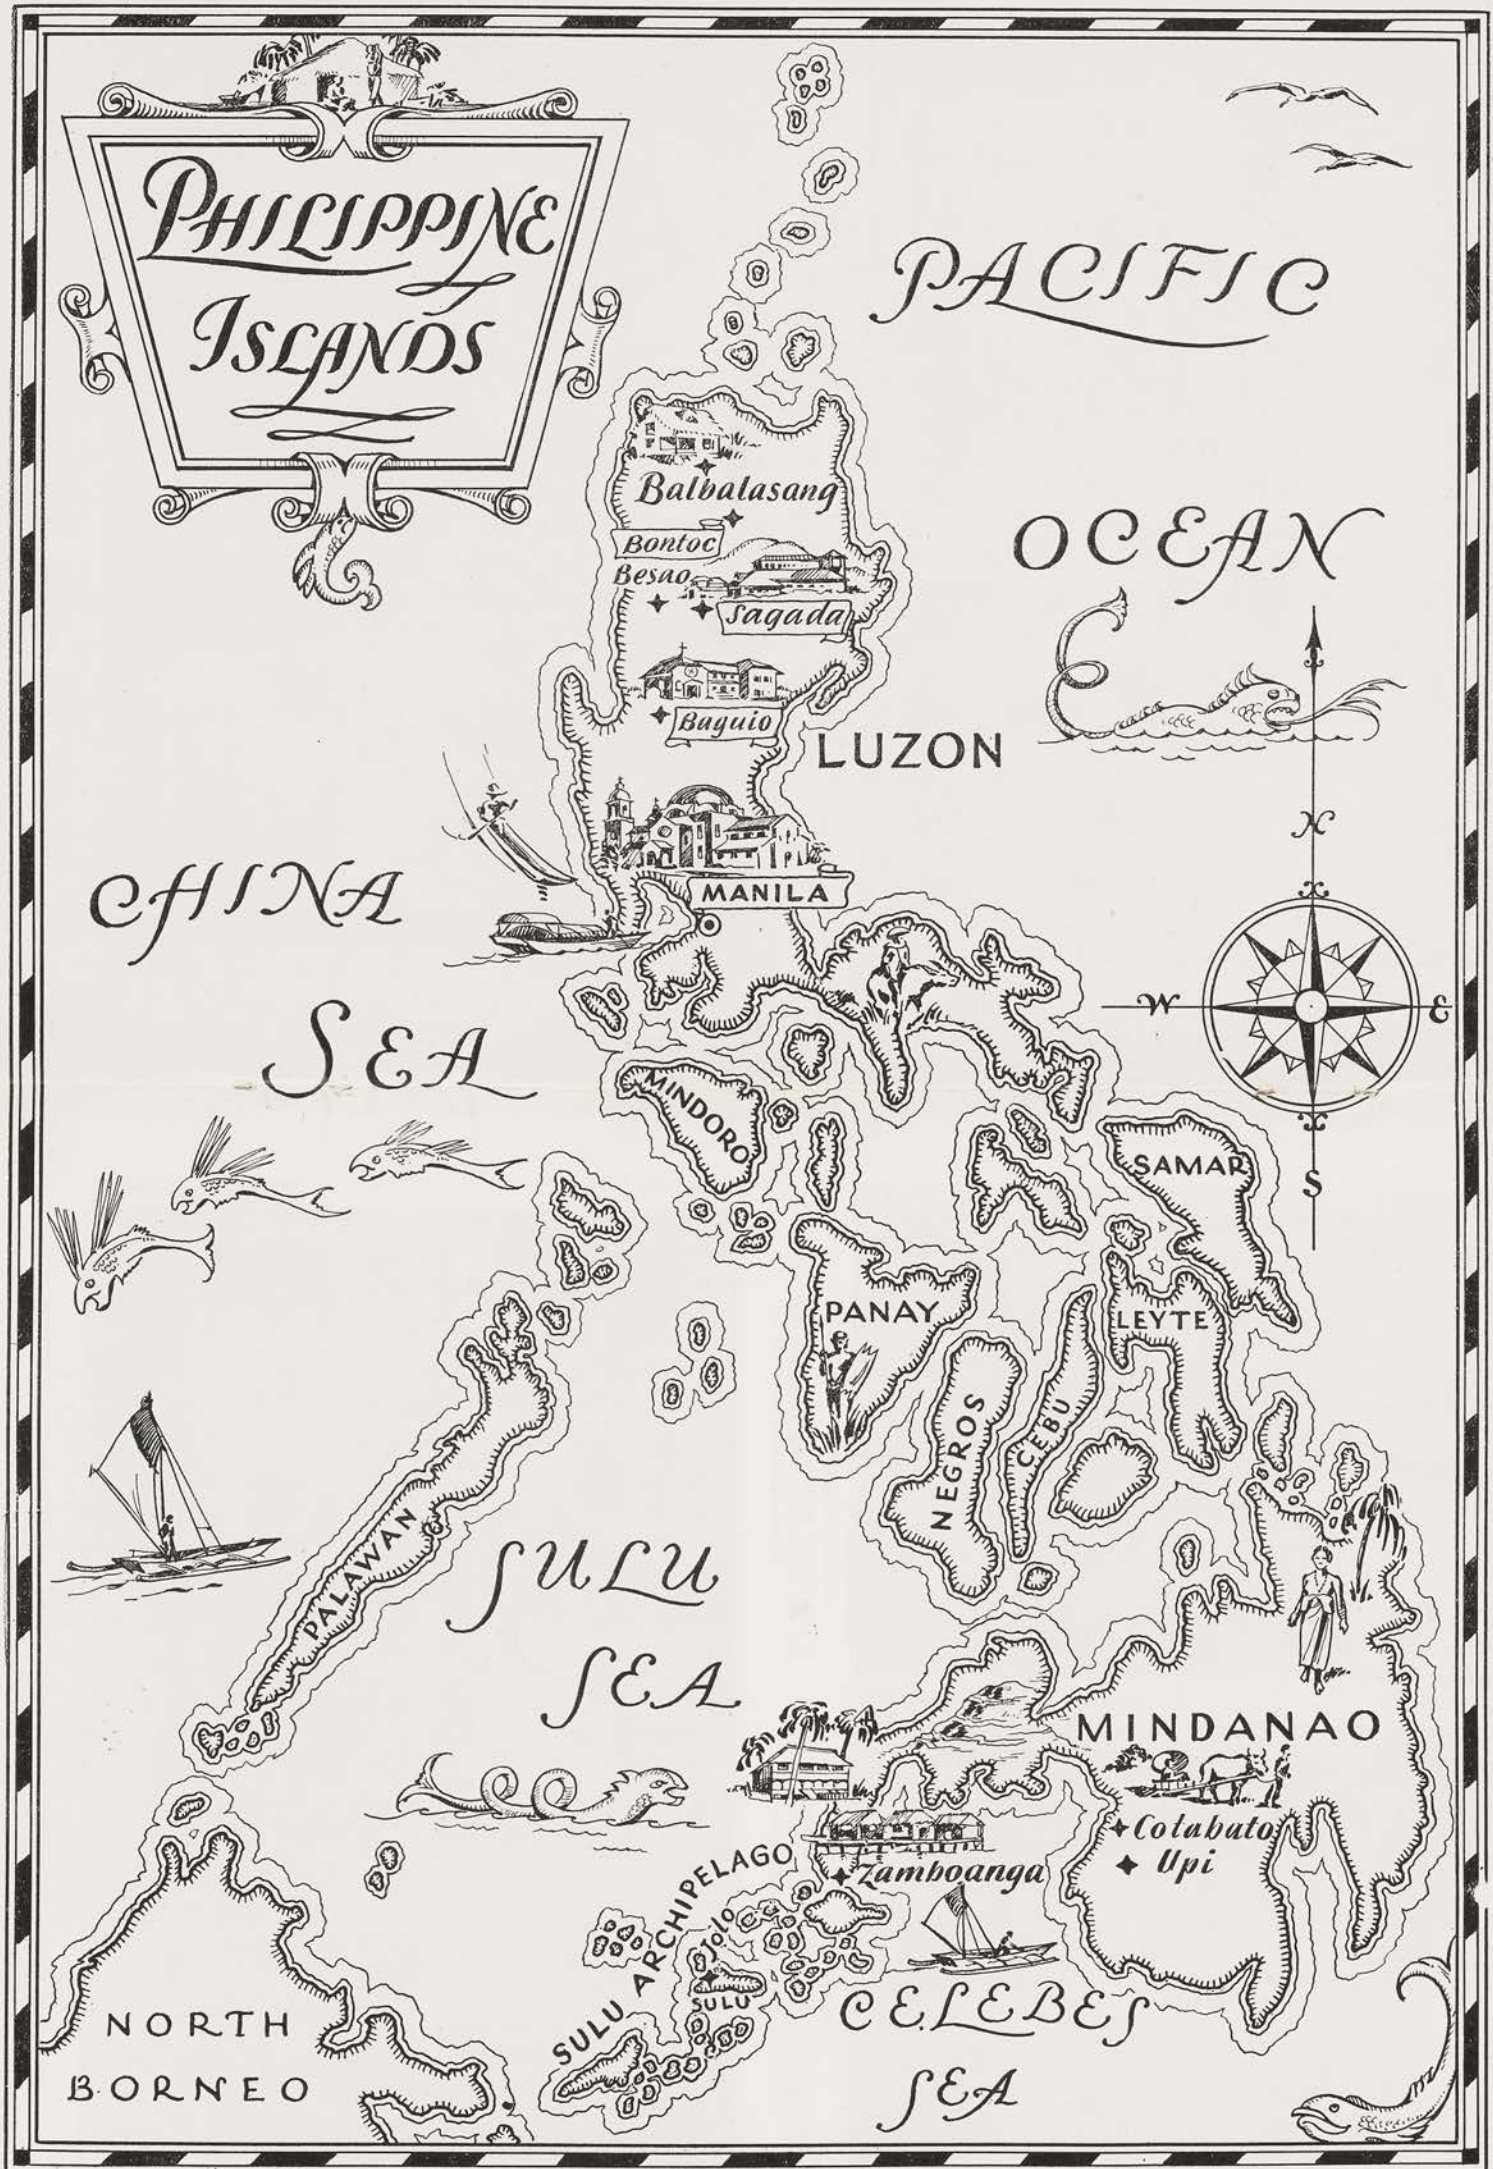 PHILIPPINE
ISLANDS
PACIFIC
OCEAN
Balbalasang
Bontoc
Besao
Sagada
Baguio
LUZON
N
CHINA
MANILA
SEA
W
E
MINDORO
SAMAR
S
PANAY
LEYTE
NEGROS
CEBU
PALAWAN
SULU
SEA
MINDANAO
Cotabato
Upi
Zamboanga
SULU ARCHIPELAGO
Jolo
SULU
CELEBES
SEA
NORTH
BORNEO